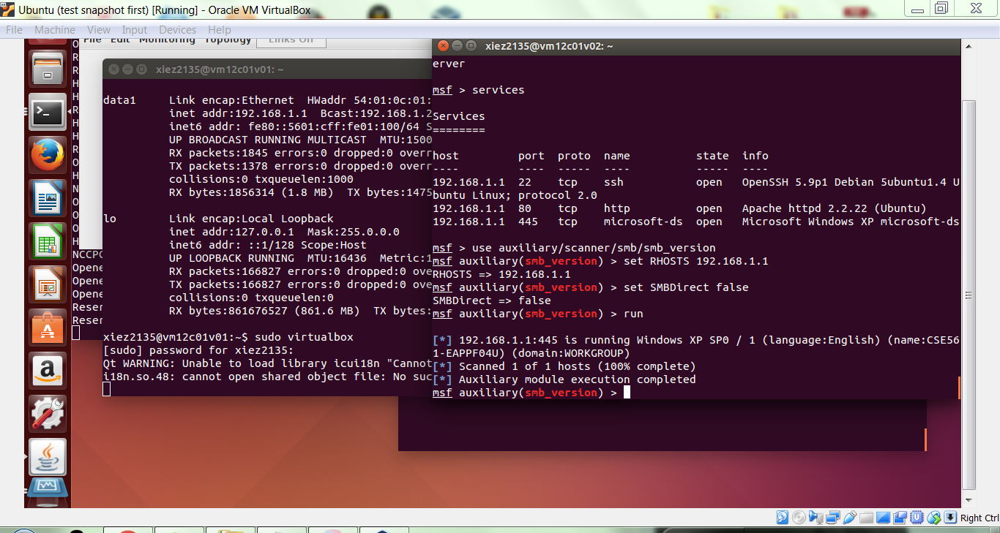 Ubuntu (test snapshot first) [Running] - Oracle VM VirtualBox
File Machine View Input Devices Help
File Edit Monitoring Topology Links Off
xiez2135@vm12c01v01: ~
data1 Link encap:Ethernet HWaddr 54:01:0c:01:
inet addr:192.168.1.1 Bcast:192.168.1.2
inet6 addr: fe80::5601:cff:fe01:100/64 S
UP BROADCAST RUNNING MULTICAST MTU:1500
RX packets:1845 errors:0 dropped:0 overr
TX packets:1378 errors:0 dropped:0 overr
collisions:0 txqueuelen:1000
RX bytes:1856314 (1.8 MB) TX bytes:1475
lo Link encap:Local Loopback
inet addr:127.0.0.1 Mask:255.0.0.0
inet6 addr: ::1/128 Scope:Host
UP LOOPBACK RUNNING MTU:16436 Metric:1
RX packets:166827 errors:0 dropped:0 ove
TX packets:166827 errors:0 dropped:0 ove
collisions:0 txqueuelen:0
RX bytes:861676527 (861.6 MB) TX bytes:
xiez2135@vm12c01v01:~$ sudo virtualbox
[sudo] password for xiez2135:
Qt WARNING: Unable to load library icui18n "Cannot
i18n.so.48: cannot open shared object file: No suc
NCCPO
Opene
Opene
Opene
Reser
Reser
xiez2135@vm12c01v02: ~
erver
msf > services
Services
========
host port proto name state info
---- ---- ----- ---- ----- ----
192.168.1.1 22 tcp ssh open OpenSSH 5.9p1 Debian 5ubuntu1.4 U
buntu Linux; protocol 2.0
192.168.1.1 80 tcp http open Apache httpd 2.2.22 (Ubuntu)
192.168.1.1 445 tcp microsoft-ds open Microsoft Windows XP microsoft-ds
msf > use auxiliary/scanner/smb/smb_version
msf auxiliary(smb_version) > set RHOSTS 192.168.1.1
RHOSTS => 192.168.1.1
msf auxiliary(smb_version) > set SMBDirect false
SMBDirect => false
msf auxiliary(smb_version) > run
[*] 192.168.1.1:445 is running Windows XP SP0 / 1 (language:English) (name:CSE56
1-EAPPF04U) (domain:WORKGROUP)
[*] Scanned 1 of 1 hosts (100% complete)
[*] Auxiliary module execution completed
msf auxiliary(smb_version) >
Right Ctrl